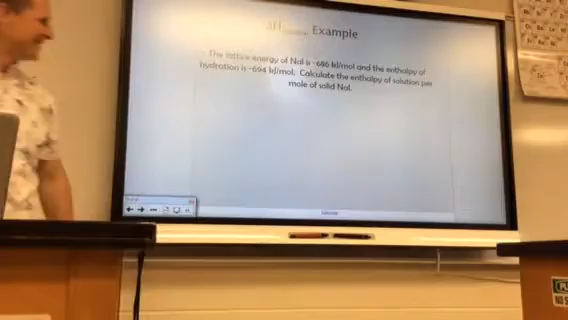 ΔH Example
The lattice energy of NaI is -686 kJ/mol and the enthalpy of
hydration is -694 kJ/mol. Calculate the enthalpy of solution per
mole of solid NaI.